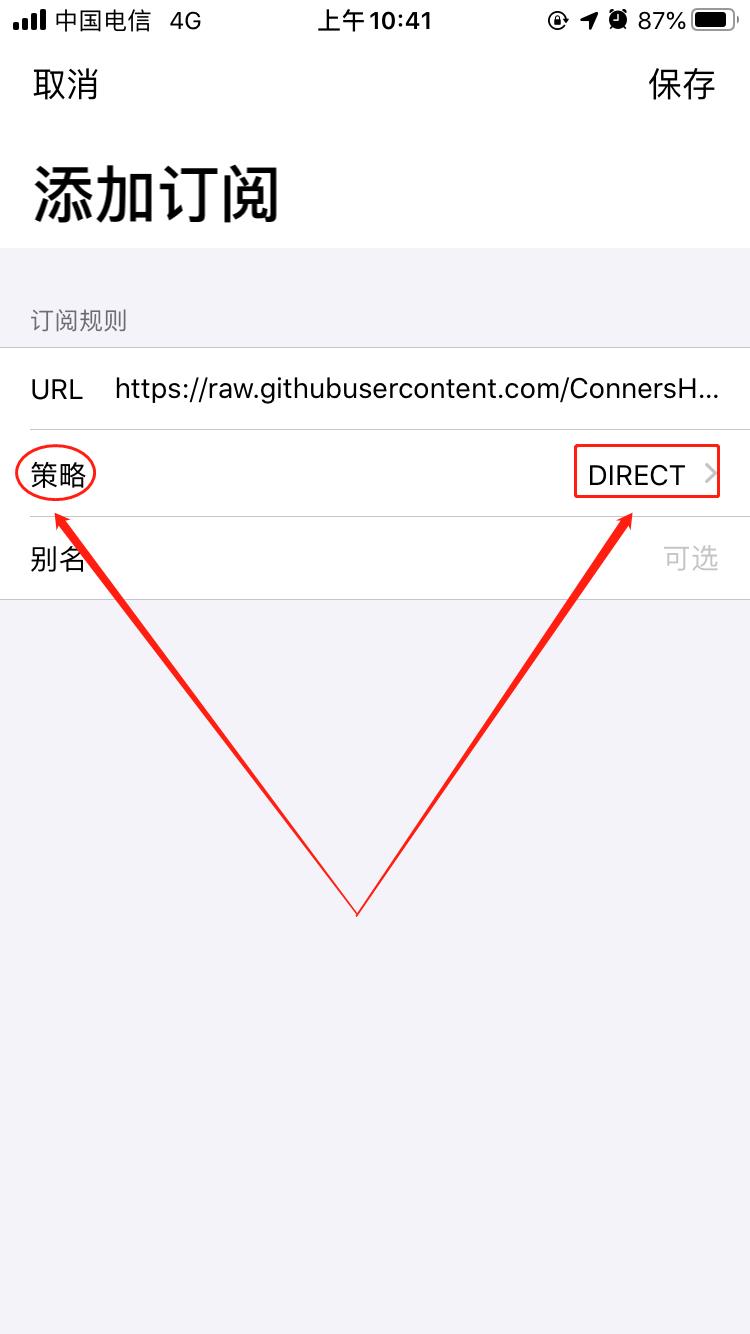 中国电信 4G 上午10:41 87%
取消 保存
添加订阅
订阅规则
URL https://raw.githubusercontent.com/ConnersH...
策略 DIRECT
别名 可选